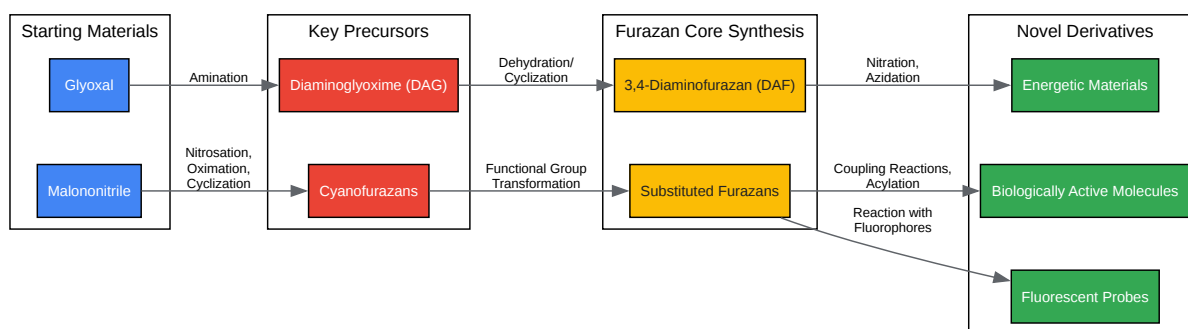 Starting Materials
Key Precursors
Furazan Core Synthesis
Novel Derivatives
Glyoxal
Amination
Diaminoglyoxime (DAG)
Dehydration/
Cyclization
3,4-Diaminofurazan (DAF)
Nitration,
Azidation
Energetic Materials
Malononitrile
Nitrosation,
Oximation,
Cyclization
Cyanofurazans
Functional Group
Transformation
Substituted Furazans
Coupling Reactions,
Acylation
Biologically Active Molecules
Reaction with
Fluorophores
Fluorescent Probes